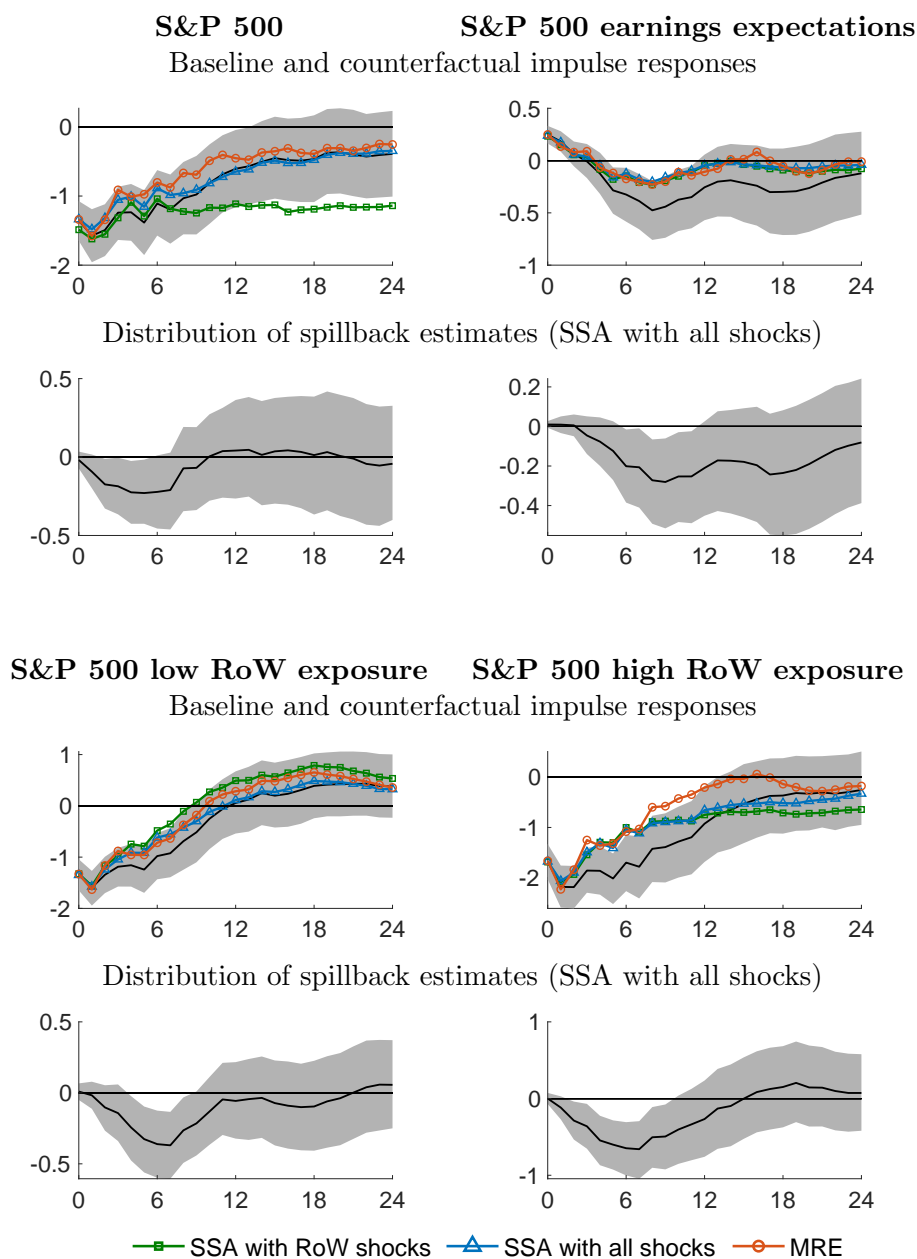 S&P 500 S&P 500 earnings expectations
Baseline and counterfactual impulse responses
0
-1
-2
0 6 12 18 24
0.5
0
-0.5
-1
0 6 12 18 24
Distribution of spillback estimates (SSA with all shocks)
0.5
0
-0.5
0 6 12 18 24
0.2
0
-0.2
-0.4
0 6 12 18 24
S&P 500 low RoW exposure S&P 500 high RoW exposure
Baseline and counterfactual impulse responses
1
0
-1
-2
0 6 12 18 24
0
-1
-2
0 6 12 18 24
Distribution of spillback estimates (SSA with all shocks)
0.5
0
-0.5
0 6 12 18 24
1
0
-1
0 6 12 18 24
SSA with RoW shocks SSA with all shocks MRE